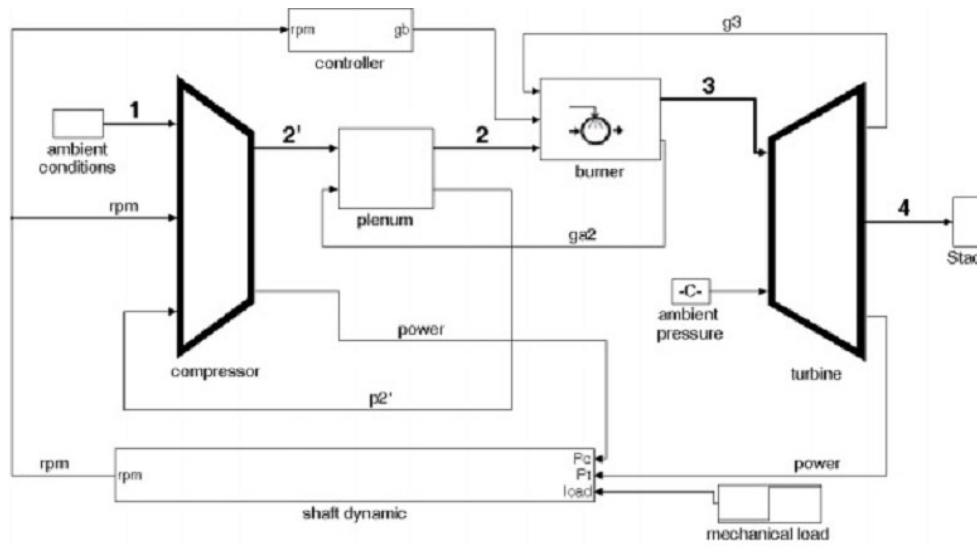 g3
rpm
gb
controller
1
3
ambient
conditions
2'
2
burner
rpm
plenum
4
ga2
-C-
ambient
pressure
power
compressor
turbine
p2'
rpm
rpm
Pc
Pt
load
power
shaft dynamic
mechanical load